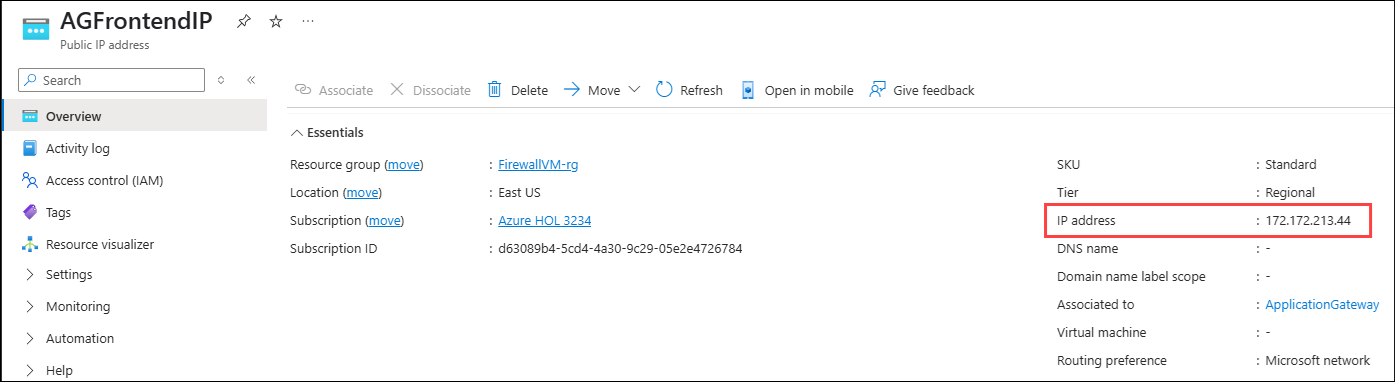 AGFrontendIP ...
Public IP address
Search
Overview
Activity log
Access control (IAM)
Tags
Resource visualizer
Settings
Monitoring
Automation
Help
Associate Dissociate Delete Move Refresh Open in mobile Give feedback
Essentials
Resource group (move) : FirewallVM-rg
Location (move) : East US
Subscription (move) : Azure HOL 3234
Subscription ID : d63089b4-5cd4-4a30-9c29-05e2e4726784
SKU : Standard
Tier : Regional
IP address : 172.172.213.44
DNS name : -
Domain name label scope : -
Associated to : ApplicationGateway
Virtual machine : -
Routing preference : Microsoft network